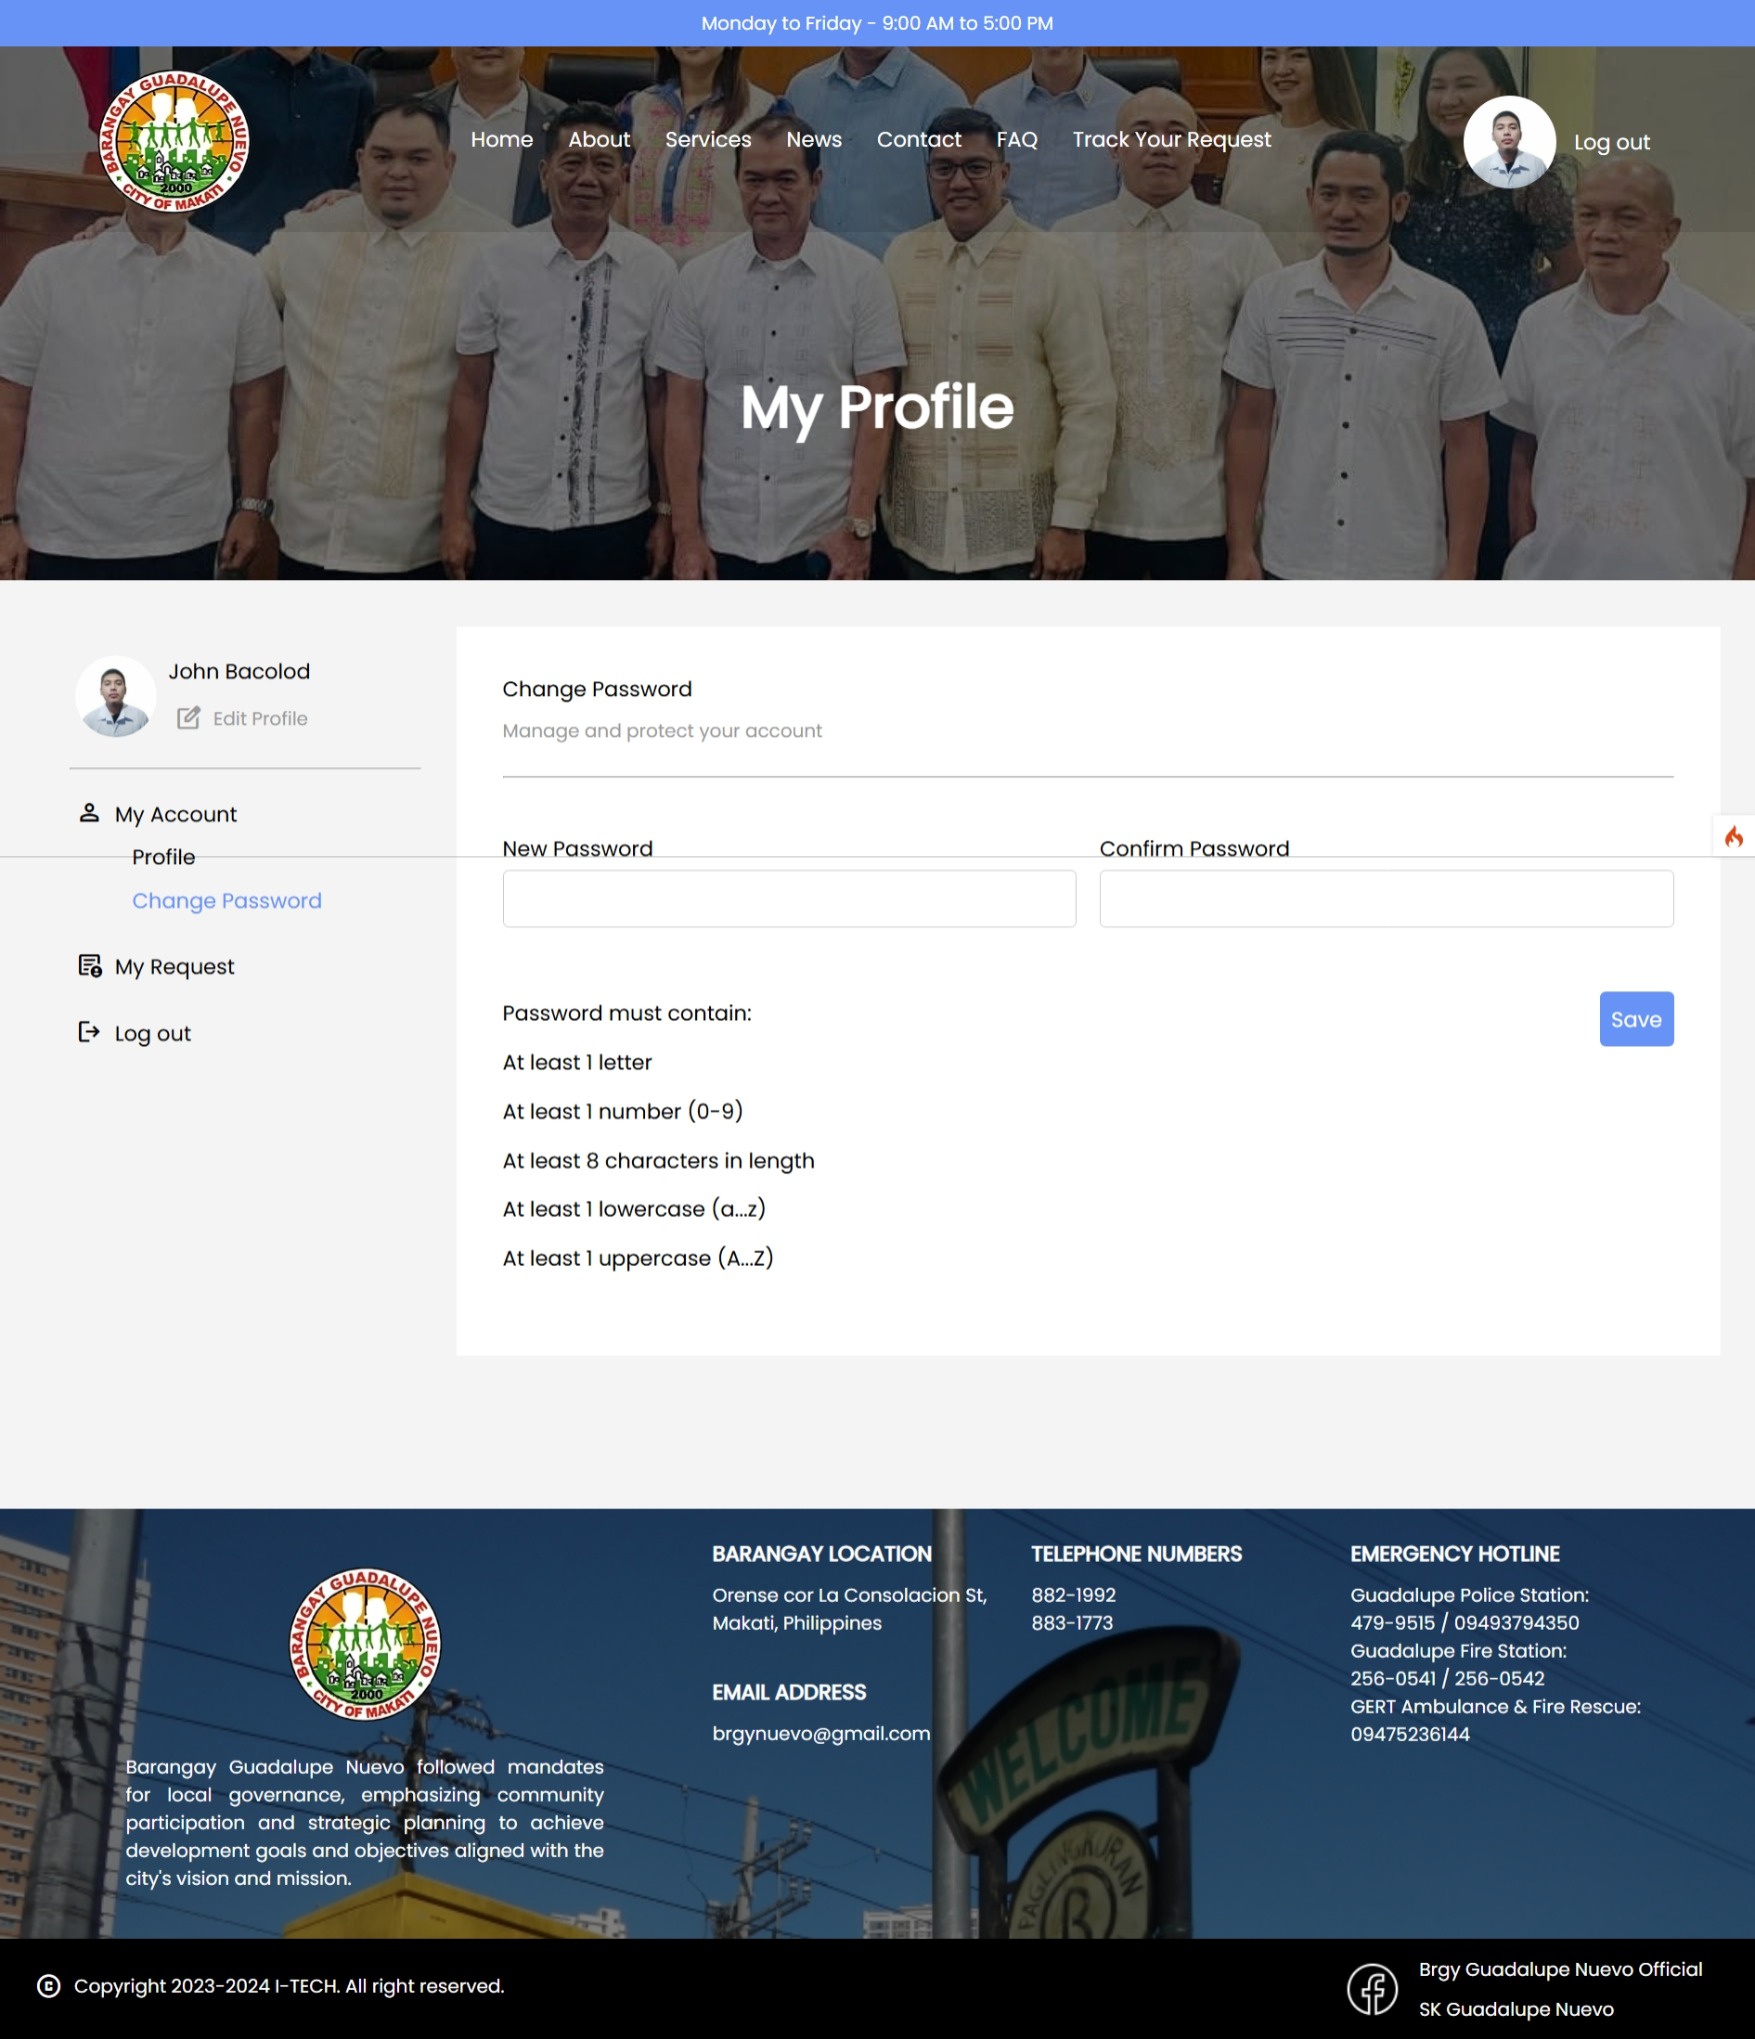 Monday to Friday - 9:00 AM to 5:00 PM
BARANGAY GUADALUPE NUEVO
2000
CITY OF MAKATI
Home About Services News Contact FAQ Track Your Request
Log out
My Profile
John Bacolod
Edit Profile
My Account
Profile
Change Password
My Request
Log out
Change Password
Manage and protect your account
New Password
Confirm Password
Password must contain:
Save
At least 1 letter
At least 1 number (0-9)
At least 8 characters in length
At least 1 lowercase (a...z)
At least 1 uppercase (A...Z)
BARANGAY GUADALUPE NUEVO
2000
CITY OF MAKATI
Barangay Guadalupe Nuevo followed mandates
for local governance, emphasizing community
participation and strategic planning to achieve
development goals and objectives aligned with the
city's vision and mission.
BARANGAY LOCATION
Orense cor La Consolacion St,
Makati, Philippines
EMAIL ADDRESS
brgynuevo@gmail.com
TELEPHONE NUMBERS
882-1992
883-1773
EMERGENCY HOTLINE
Guadalupe Police Station:
479-9515 / 09493794350
Guadalupe Fire Station:
256-0541 / 256-0542
GERT Ambulance & Fire Rescue:
09475236144
WELCOME
Copyright 2023-2024 I-TECH. All right reserved.
Brgy Guadalupe Nuevo Official
SK Guadalupe Nuevo